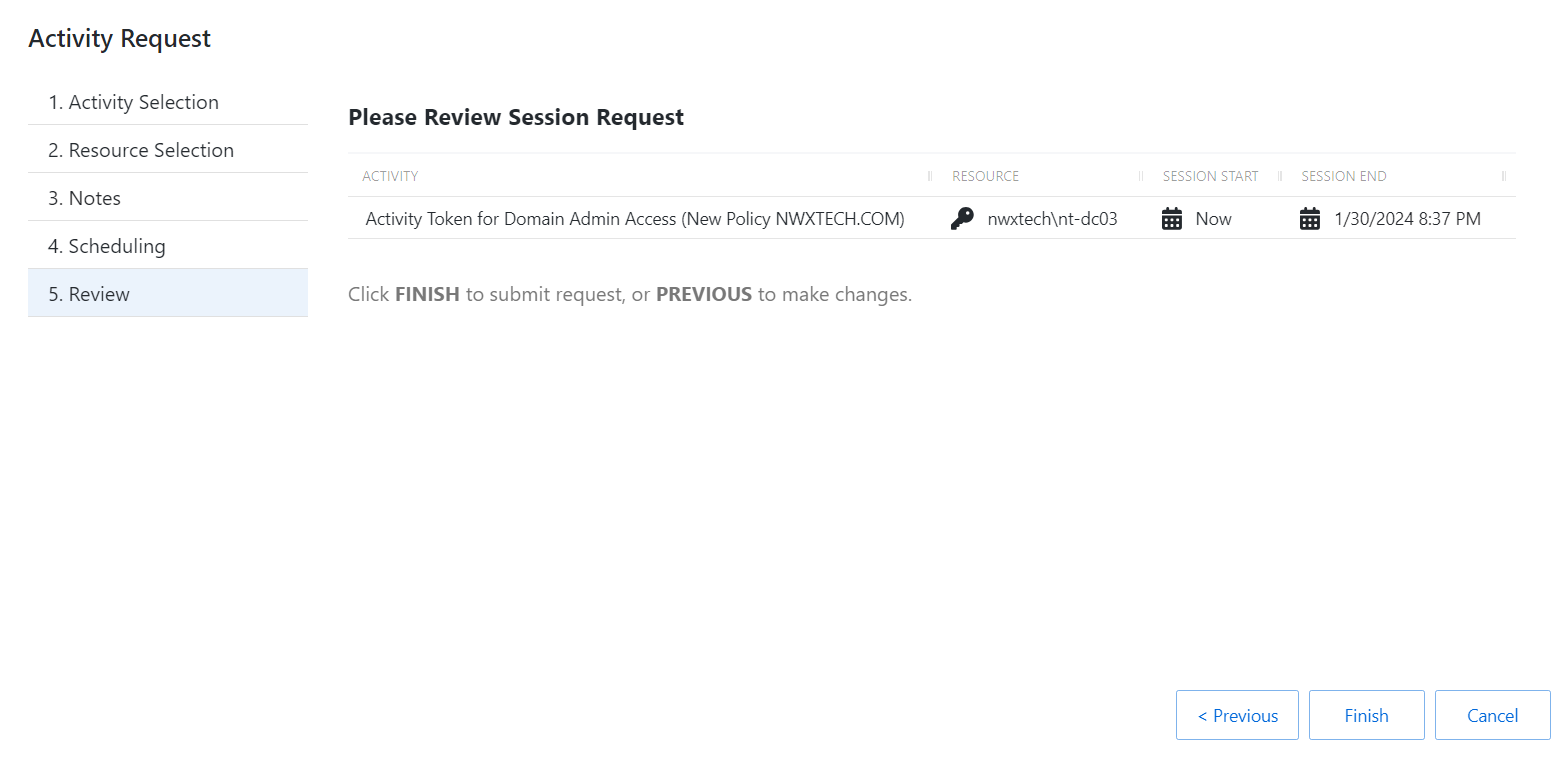 Activity Request
1. Activity Selection
2. Resource Selection
3. Notes
4. Scheduling
5. Review
Please Review Session Request
ACTIVITY RESOURCE SESSION START SESSION END
Activity Token for Domain Admin Access (New Policy NWXTECH.COM) nwxtech\nt-dc03 Now 1/30/2024 8:37 PM
Click FINISH to submit request, or PREVIOUS to make changes.
< Previous Finish Cancel